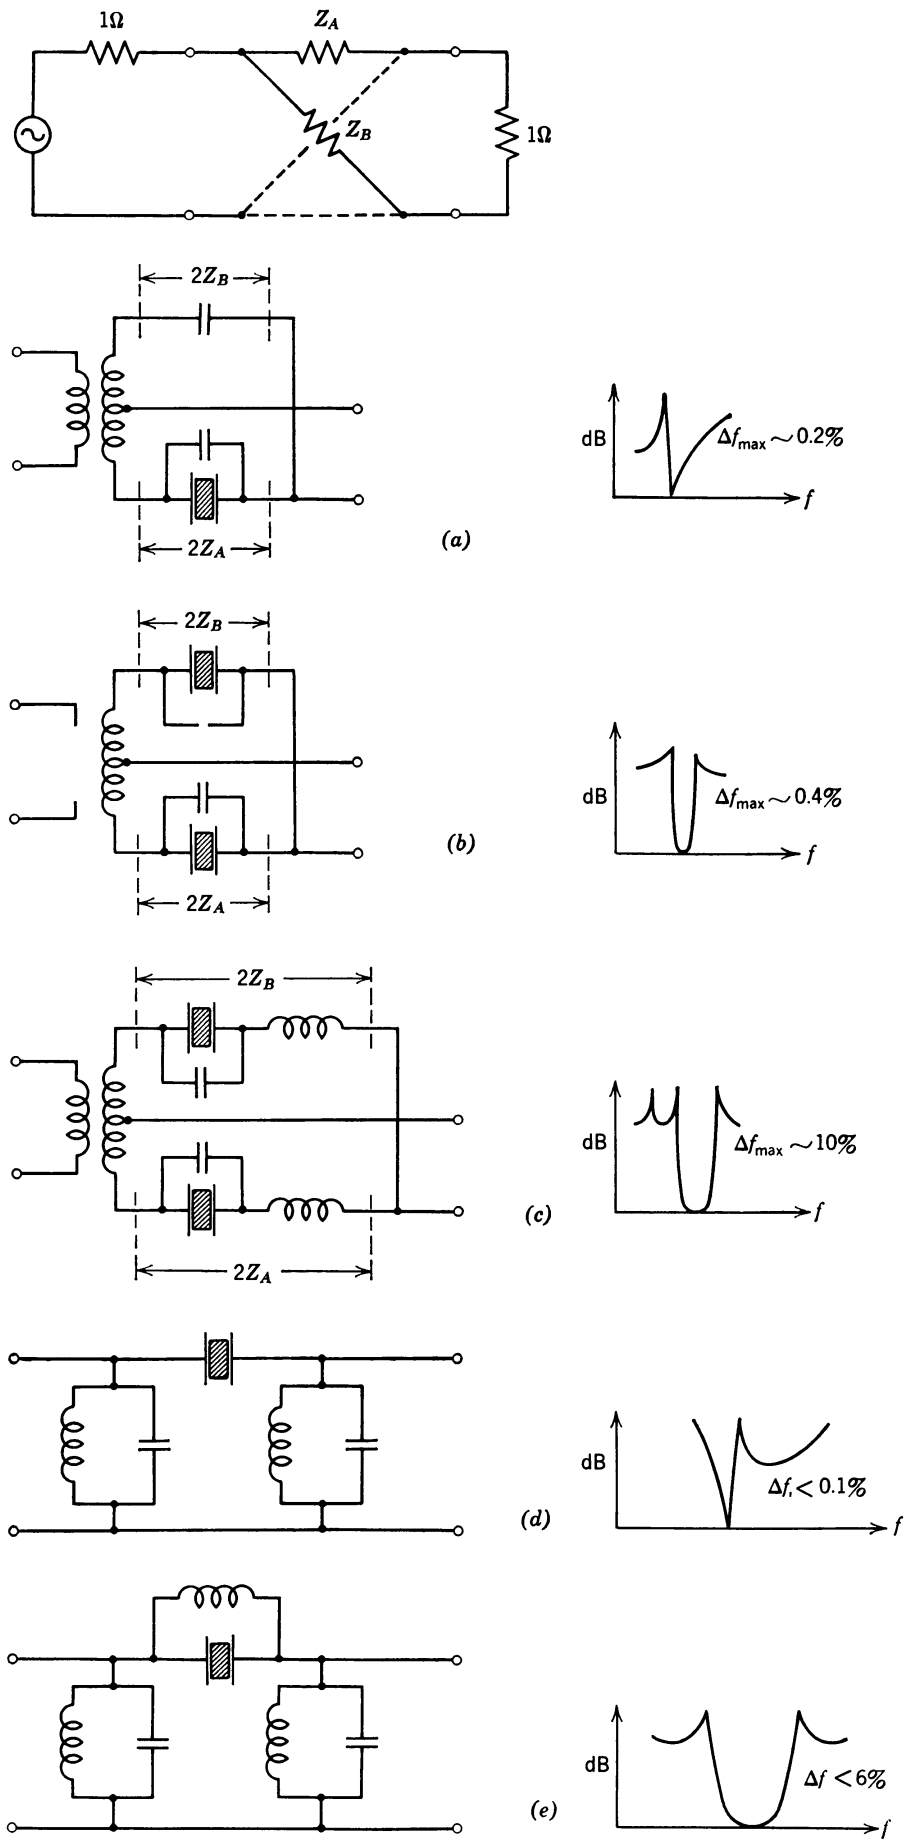 1Ω
Z_A
Z_B
1Ω
2Z_B
2Z_A
dB
Δf_max ~ 0.2%
f
(a)
2Z_B
2Z_A
dB
Δf_max ~ 0.4%
f
(b)
2Z_B
2Z_A
dB
Δf_max ~ 10%
f
(c)
dB
Δf, < 0.1%
f
(d)
dB
Δf < 6%
f
(e)